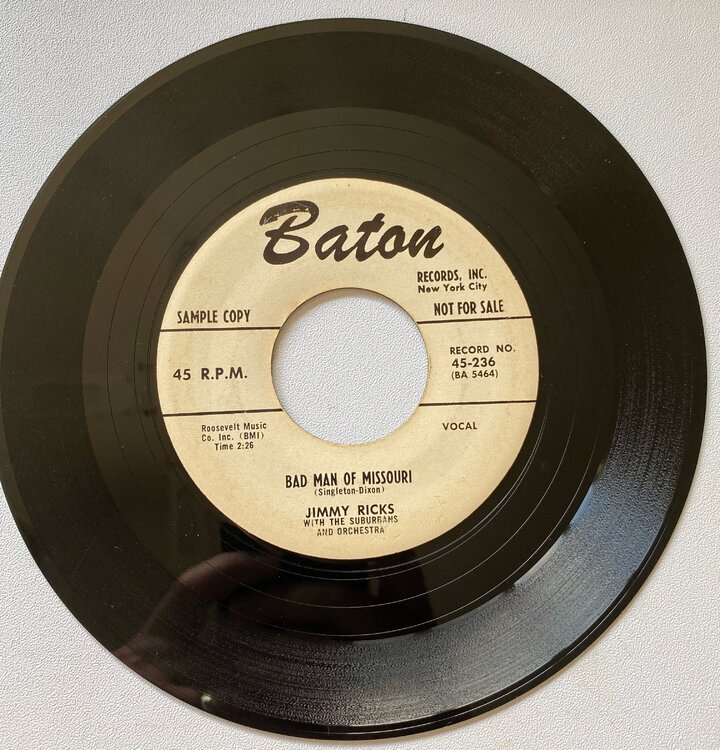 Baton
RECORDS, INC.
New York City
SAMPLE COPY
NOT FOR SALE
45 R.P.M.
RECORD NO.
45-236
(BA 5464)
Roosevelt Music
Co. Inc. (BMI)
Time 2:26
VOCAL
BAD MAN OF MISSOURI
(Singleton-Dixon)
JIMMY RICKS
WITH THE SUBURBANS
AND ORCHESTRA